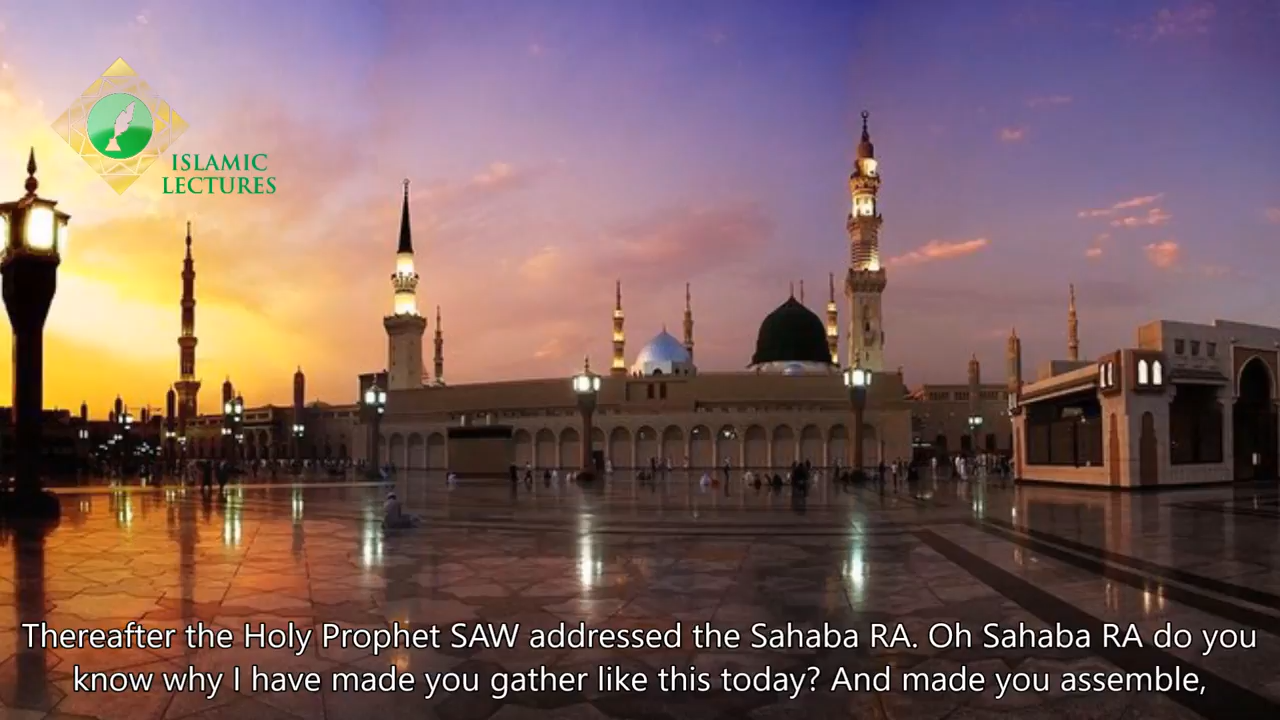 ISLAMIC
LECTURES
Thereafter the Holy Prophet SAW addressed the Sahaba RA. Oh Sahaba RA do you
know why I have made you gather like this today? And made you assemble,